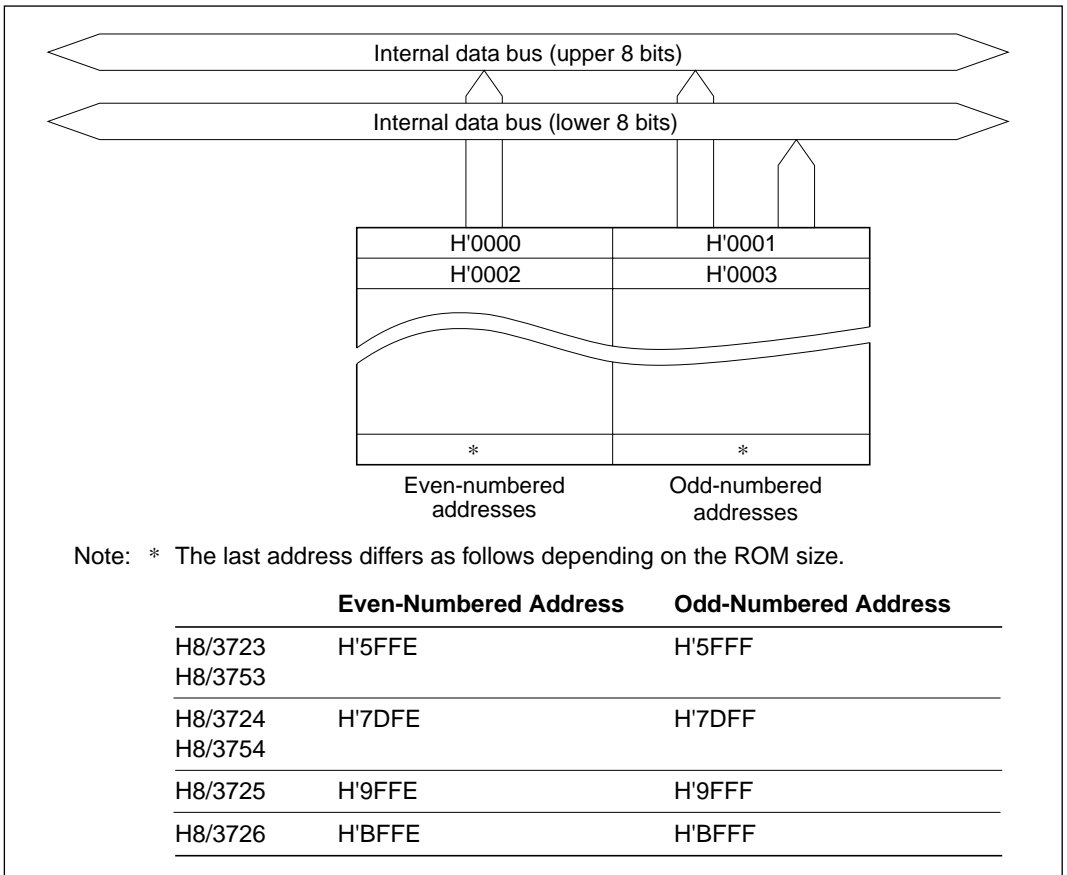 Internal data bus (upper 8 bits)
Internal data bus (lower 8 bits)
H'0000 H'0001
H'0002 H'0003
* *
Even-numbered addresses Odd-numbered addresses
Note: * The last address differs as follows depending on the ROM size.
Even-Numbered Address Odd-Numbered Address
H8/3723 H'5FFE H'5FFF
H8/3753
H8/3724 H'7DFE H'7DFF
H8/3754
H8/3725 H'9FFE H'9FFF
H8/3726 H'BFFE H'BFFF